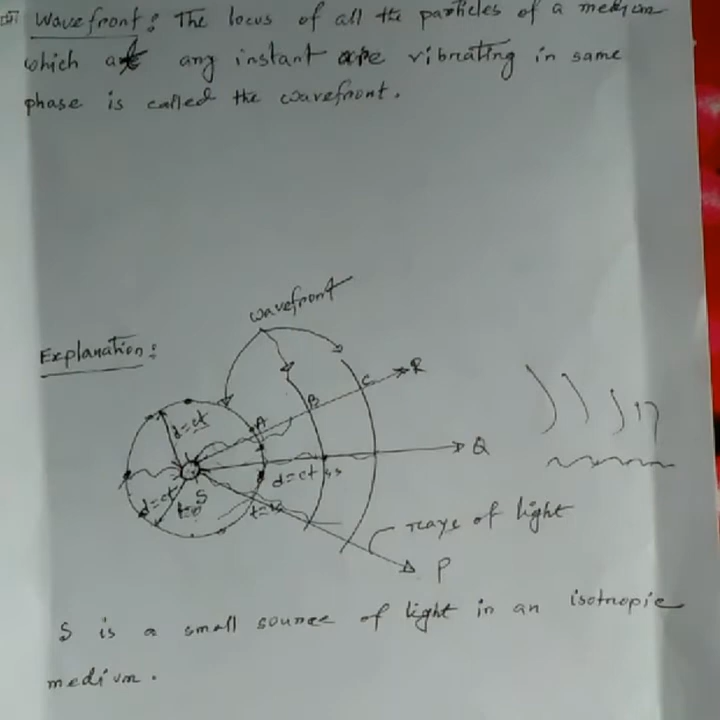 Wavefront: The locus of all the particles of a medium
which at any instant are vibrating in same
phase is called the wavefront.
wavefront
Explanation:
R
C
B
A
d=ct
Q
d=ct
d=ct
S
t=0
rays of light
P
S is a small source of light in an isotropic
medium.